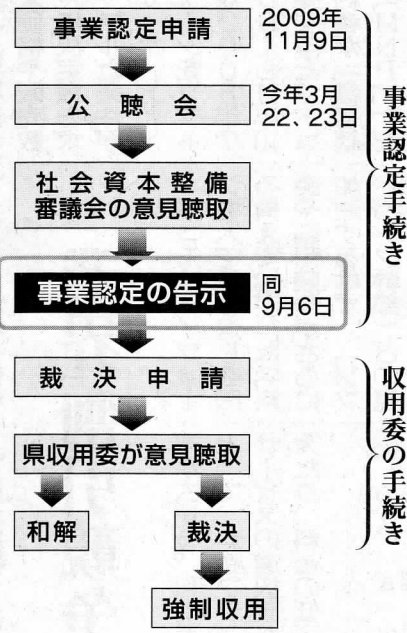 事業認定申請
2009年
11月9日
公聴会
今年3月
22、23日
社会資本整備
審議会の意見聴取
事業認定の告示
同
9月6日
事業認定手続き
裁決申請
県収用委が意見聴取
和解
裁決
強制収用
収用委の手続き